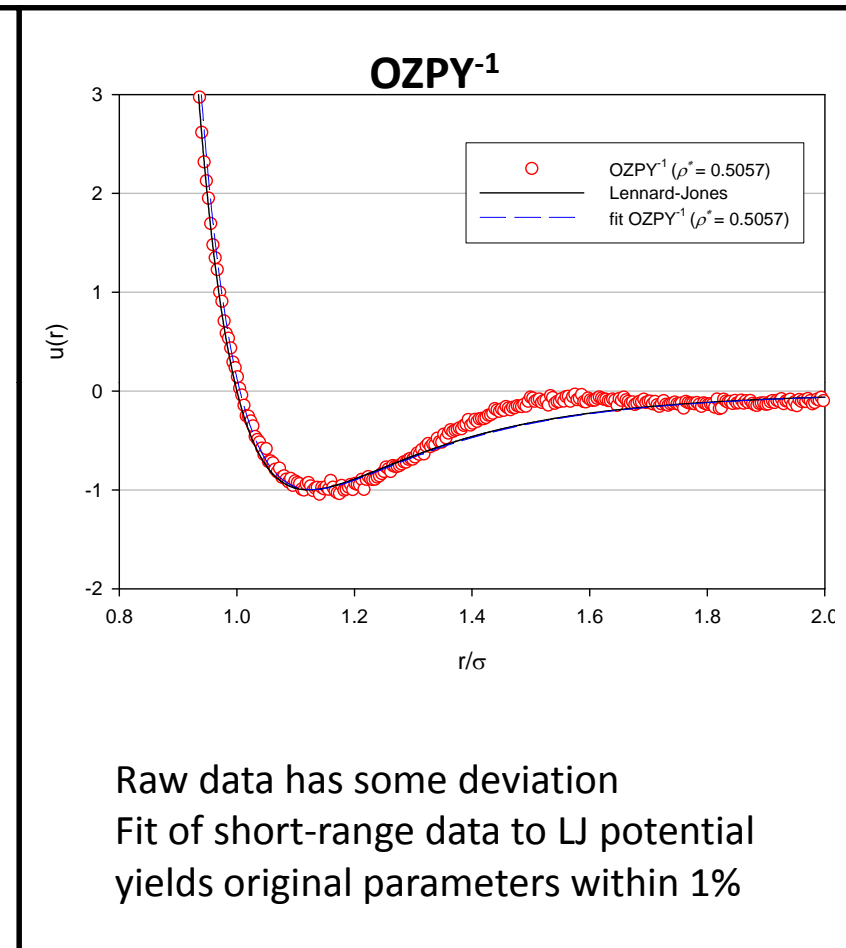 OZPY⁻¹
3
2
1
0
-1
-2
u(r)
OZPY⁻¹ (ρ* = 0.5057)
Lennard-Jones
fit OZPY⁻¹ (ρ* = 0.5057)
0.8 1.0 1.2 1.4 1.6 1.8 2.0
r/σ
Raw data has some deviation
Fit of short-range data to LJ potential
yields original parameters within 1%